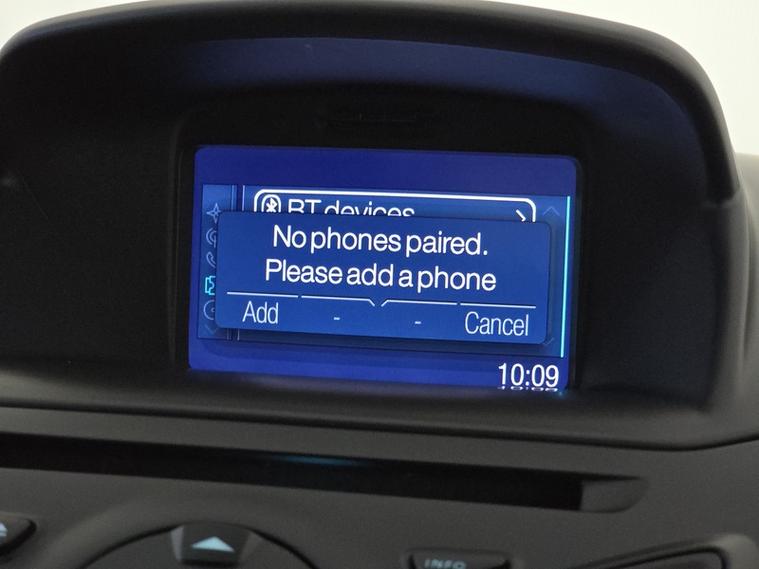 BT devices
No phones paired.
Please add a phone
Add - - Cancel
10:09
INFO